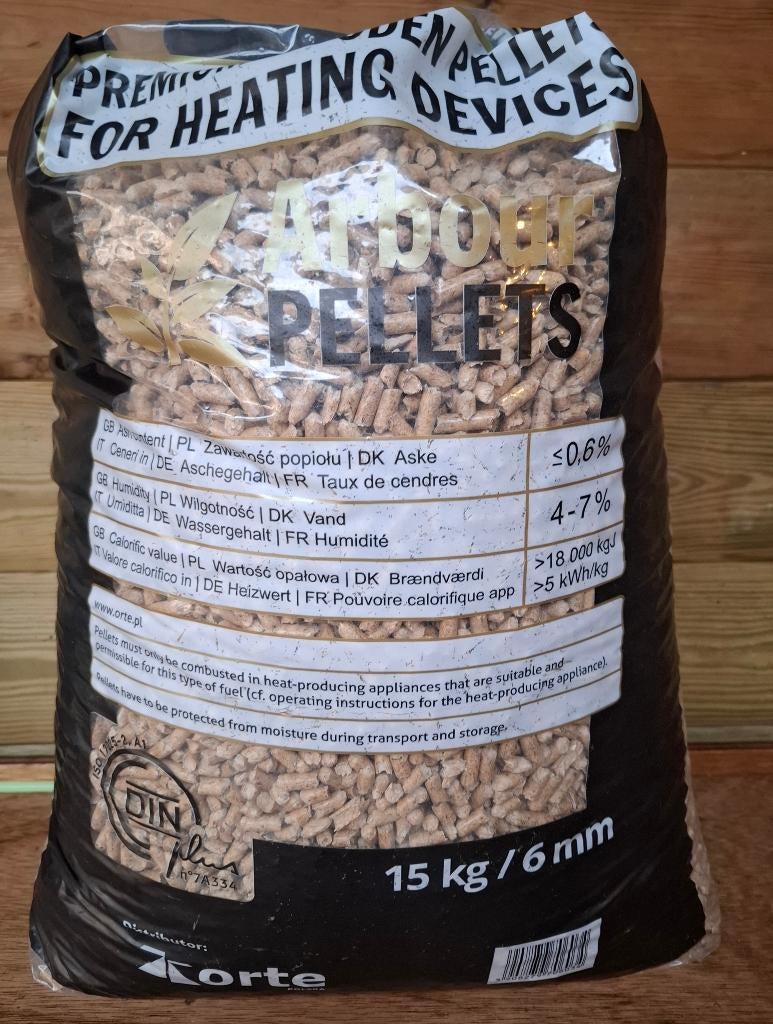 PELLETS
FOR HEATING DEVICES
Arbour
PELLETS
PL Zawartość popiołu | DK Aske
IT Ceneri in | DE Aschegehalt | FR Taux de cendres
≤0,6%
GB Humidity | PL Wilgotność | DK Vand
IT Umiditta | DE Wassergehalt | FR Humidité
4-7%
GB Calorific value | PL Wartość opałowa | DK Brændværdi
IT Valore calorifico in | DE Heizwert | FR Pouvoire calorifique app
>18 000 kgJ
>5 kWh/kg
www.orte.pl
Pellets must only be combusted in heat-producing appliances that are suitable and
permissible for this type of fuel (cf. operating instructions for the heat-producing appliance).
Pellets have to be protected from moisture during transport and storage.
DIN
plus
n°7A334
15 kg / 6 mm
Distributor:
orte